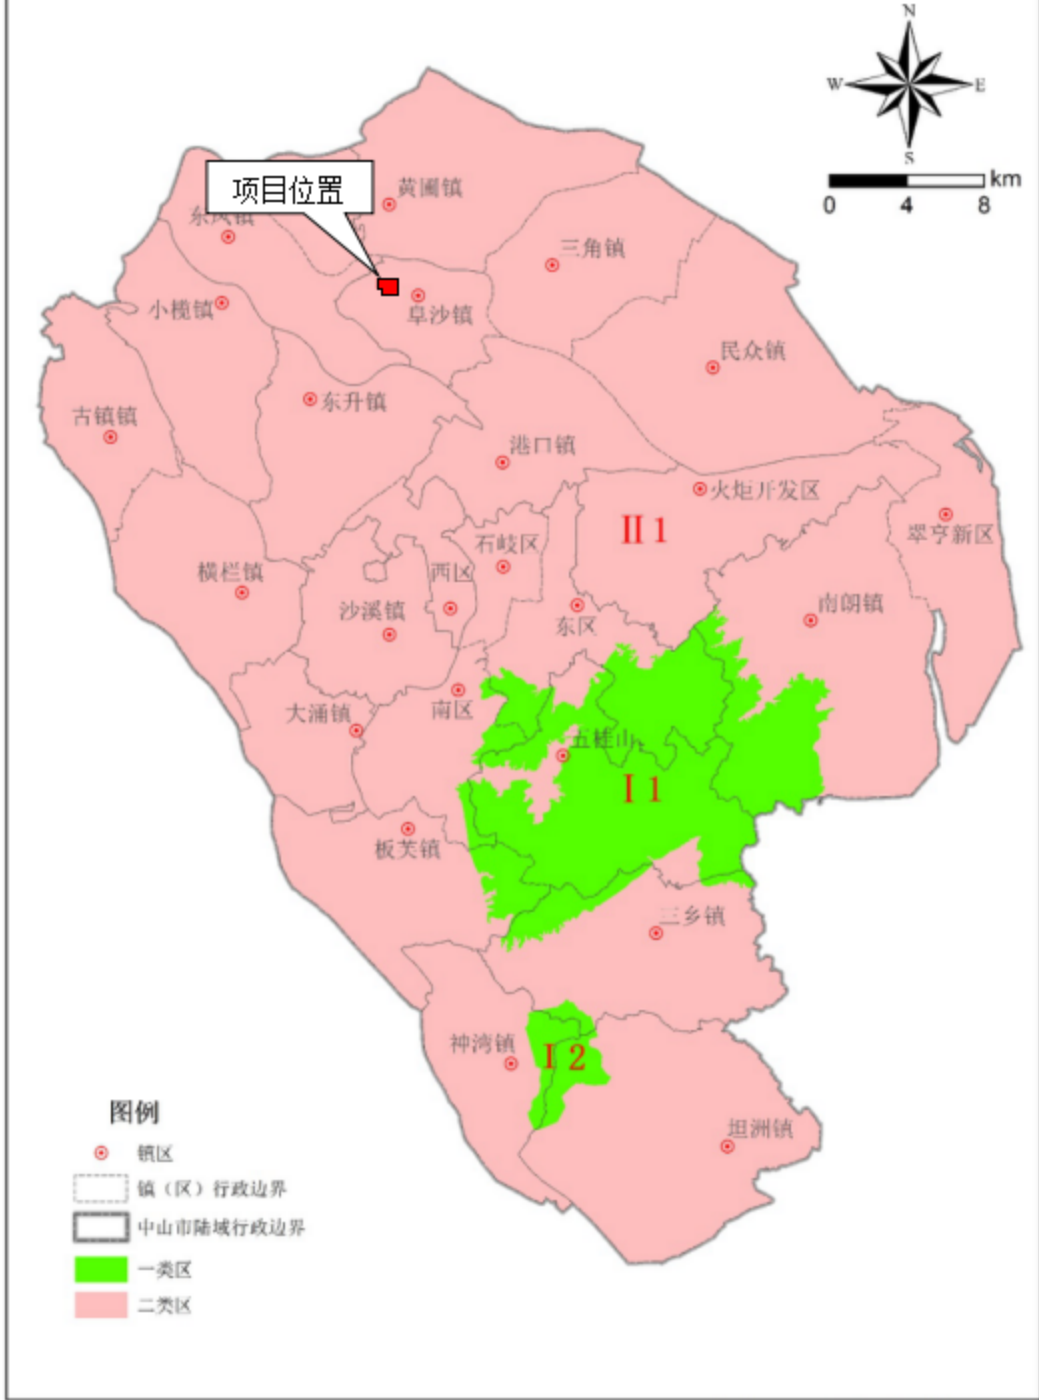 N
W
E
S
km
0
4
8
项目位置
黄圃镇
东凤镇
三角镇
小榄镇
阜沙镇
民众镇
东升镇
古镇镇
港口镇
火炬开发区
II 1
翠亨新区
石岐区
横栏镇
西区
沙溪镇
东区
南朗镇
南区
大涌镇
五桂山
I 1
板芙镇
三乡镇
神湾镇
I 2
坦洲镇
图例
镇区
镇（区）行政边界
中山市陆域行政边界
一类区
二类区